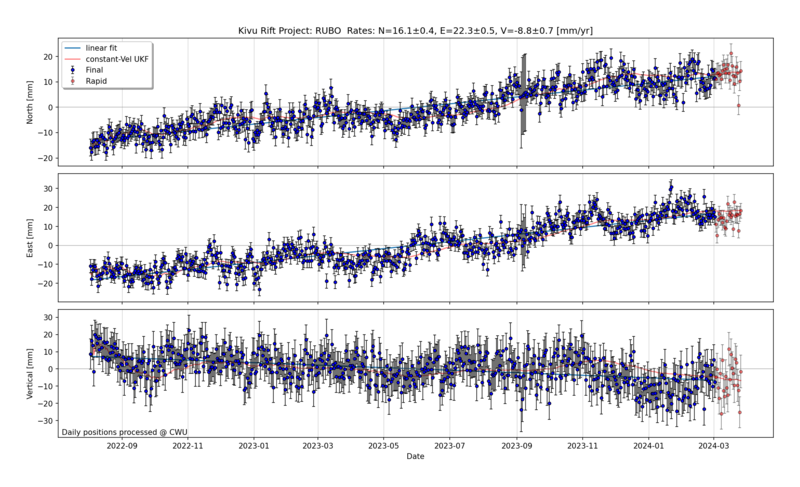 Kivu Rift Project: RUBO Rates: N=16.1±0.4, E=22.3±0.5, V=-8.8±0.7 [mm/yr]
linear fit
constant-Vel UKF
Final
Rapid
North [mm]
20
10
0
−10
−20
East [mm]
30
20
10
0
−10
−20
Vertical [mm]
30
20
10
0
−10
−20
−30
Daily positions processed @ CWU
2022-09 2022-11 2023-01 2023-03 2023-05 2023-07 2023-09 2023-11 2024-01 2024-03
Date